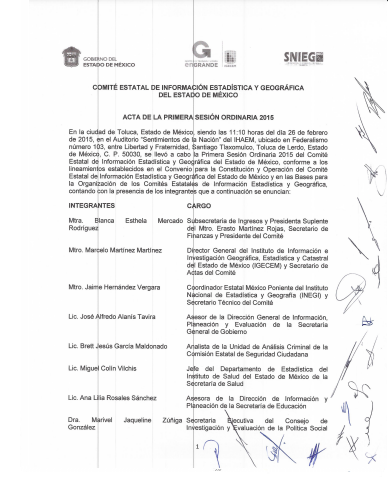 GOBIERNO DEL
ESTADO DE MÉXICO
enGRANDE
SNIEG
COMITÉ ESTATAL DE INFORMACIÓN ESTADÍSTICA Y GEOGRÁFICA
DEL ESTADO DE MÉXICO
ACTA DE LA PRIMERA SESIÓN ORDINARIA 2015
En la ciudad de Toluca, Estado de México, siendo las 11:10 horas del día 26 de febrero
de 2015, en el Auditorio "Sentimientos de la Nación" del IHAEM, ubicado en Federalismo
número 103, entre Libertad y Fraternidad, Santiago Tlaxomulco, Toluca de Lerdo, Estado
de México, C. P. 50030, se llevó a cabo la Primera Sesión Ordinaria 2015 del Comité
Estatal de Información Estadística y Geográfica del Estado de México, conforme a los
lineamientos establecidos en el Convenio para la Constitución y Operación del Comité
Estatal de Información Estadística y Geográfica del Estado de México y en las Bases para
la Organización de los Comités Estatales de Información Estadística y Geográfica,
contando con la presencia de los integrantes que a continuación se enuncian:
INTEGRANTES CARGO
Mtra. Blanca Esthela Mercado Subsecretaria de Ingresos y Presidenta Suplente
Rodríguez del Mtro. Erasto Martínez Rojas, Secretario de
Finanzas y Presidente del Comité
Mtro. Marcelo Martínez Martínez Director General del Instituto de Información e
Investigación Geográfica, Estadística y Catastral
del Estado de México (IGECEM) y Secretario de
Actas del Comité
Mtro. Jaime Hernández Vergara Coordinador Estatal México Poniente del Instituto
Nacional de Estadística y Geografía (INEGI) y
Secretario Técnico del Comité
Lic. José Alfredo Alanís Tavira Asesor de la Dirección General de Información,
Planeación y Evaluación de la Secretaría
General de Gobierno
Lic. Brett Jesús García Maldonado Analista de la Unidad de Análisis Criminal de la
Comisión Estatal de Seguridad Ciudadana
Lic. Miguel Colín Vilchis Jefe del Departamento de Estadística del
Instituto de Salud del Estado de México de la
Secretaría de Salud
Lic. Ana Lilia Rosales Sánchez Asesora de la Dirección de Información y
Planeación de la Secretaría de Educación
Dra. Marivel Jaqueline Zúñiga Secretaria Ejecutiva del Consejo de
González Investigación y Evaluación de la Política Social
1